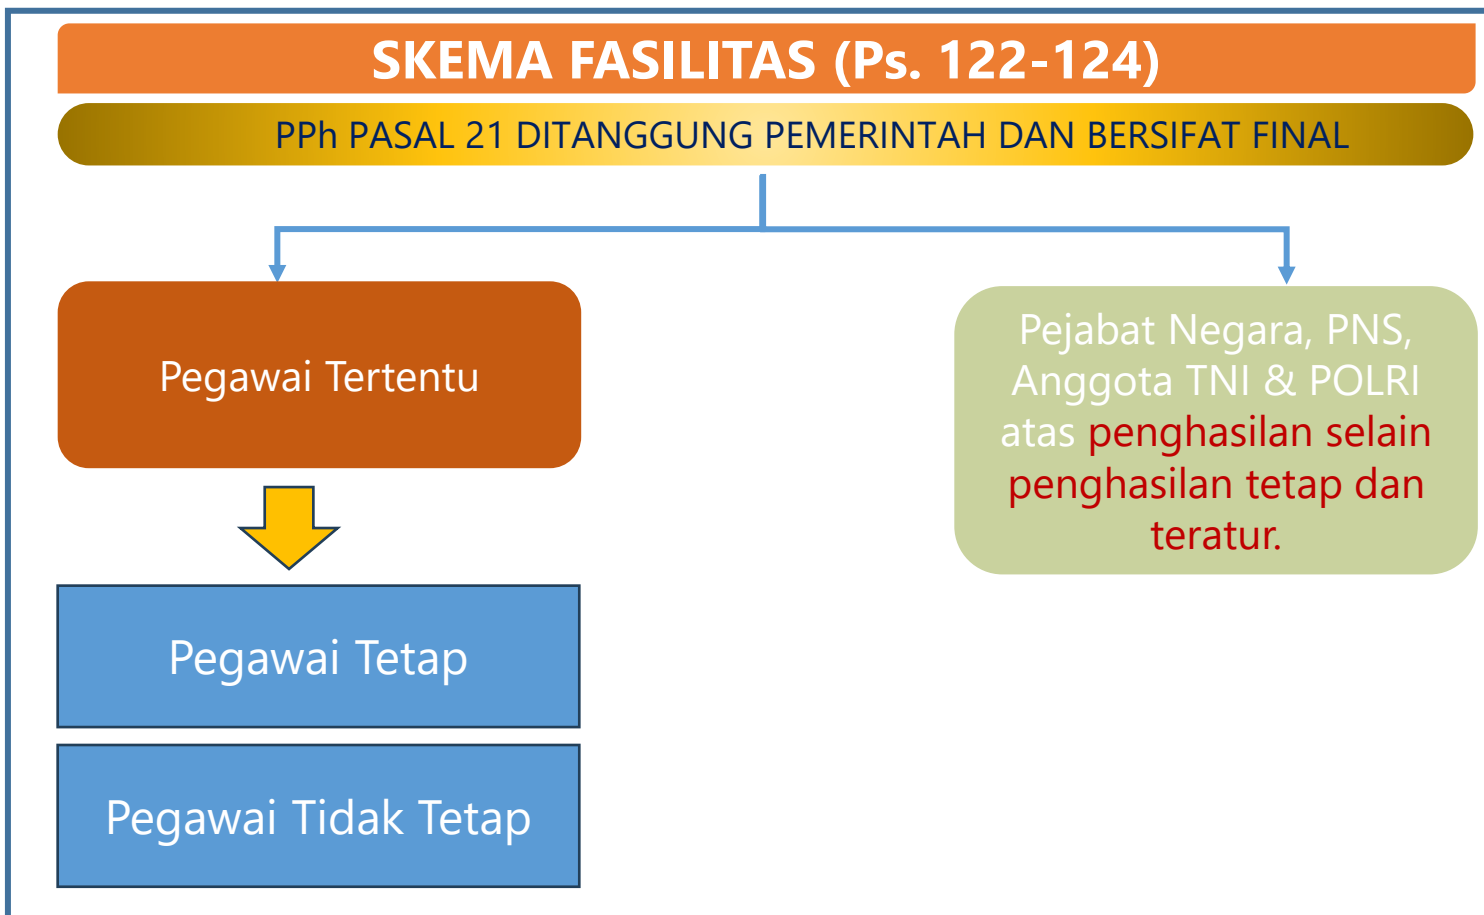 SKEMA FASILITAS (Ps. 122-124)
PPh PASAL 21 DITANGGUNG PEMERINTAH DAN BERSIFAT FINAL
Pegawai Tertentu
Pegawai Tetap
Pegawai Tidak Tetap
Pejabat Negara, PNS,
Anggota TNI & POLRI
atas penghasilan selain
penghasilan tetap dan
teratur.